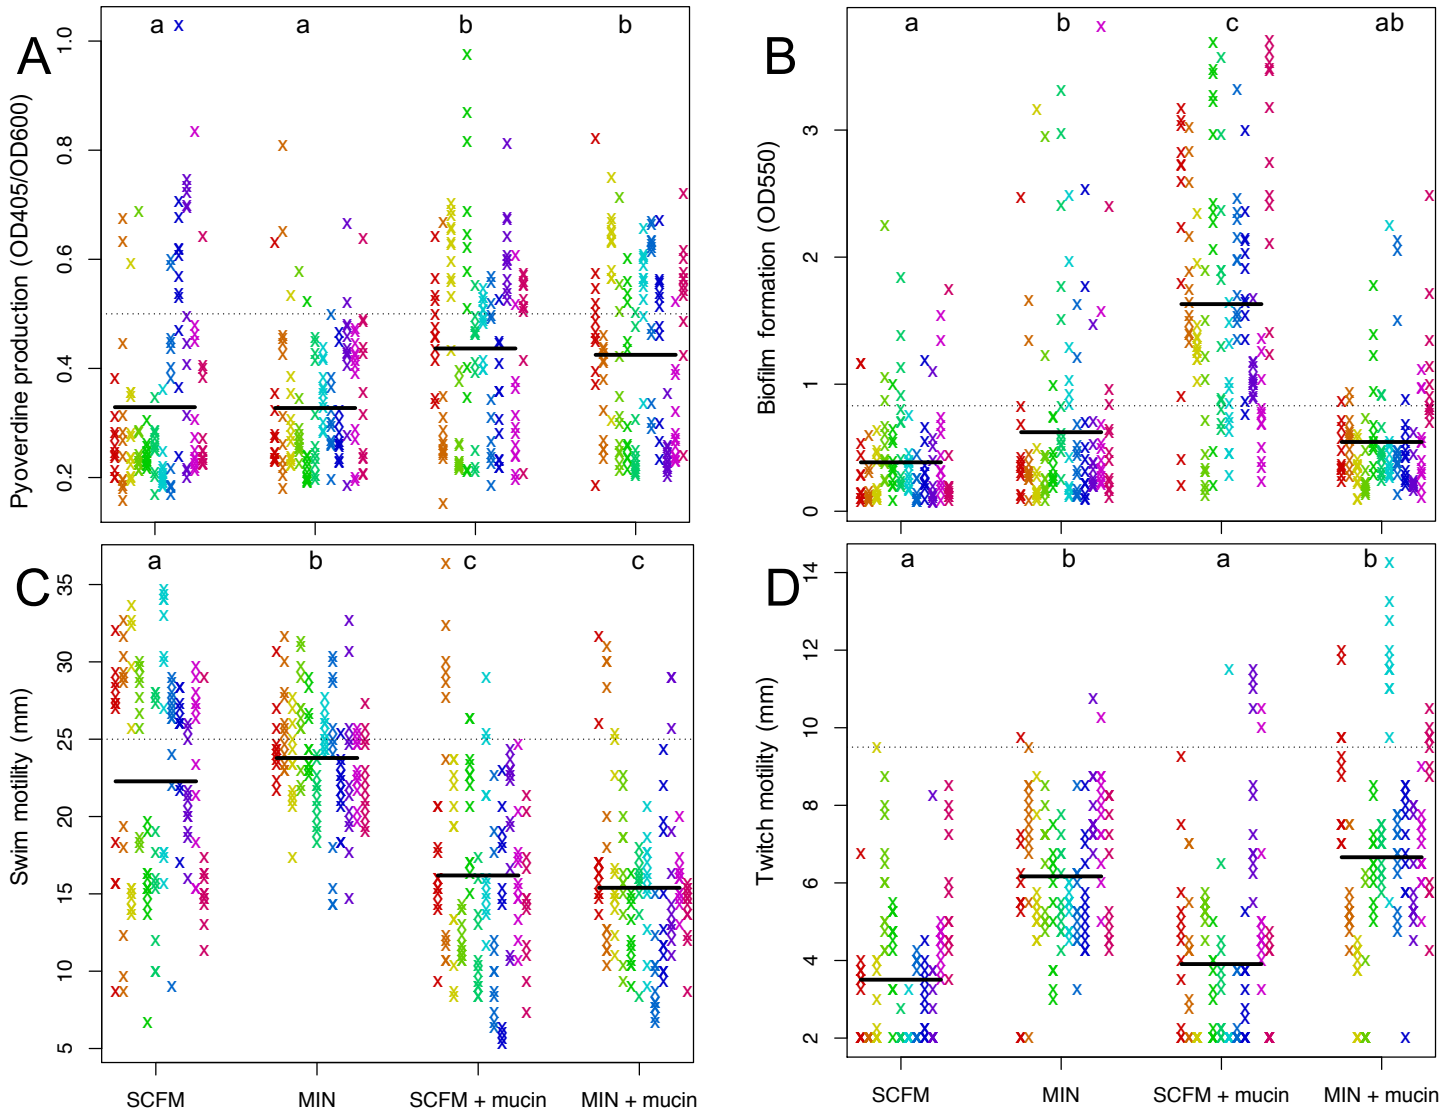 A
Pyoverdine production (OD405/OD600)
1.0
0.8
0.6
0.4
0.2
a
a
b
b
B
Biofilm formation (OD550)
3
2
1
0
a
b
c
ab
C
Swim motility (mm)
35
30
25
20
15
10
5
a
b
c
c
SCFM
MIN
SCFM + mucin
MIN + mucin
D
Twitch motility (mm)
14
12
10
8
6
4
2
a
b
a
b
SCFM
MIN
SCFM + mucin
MIN + mucin